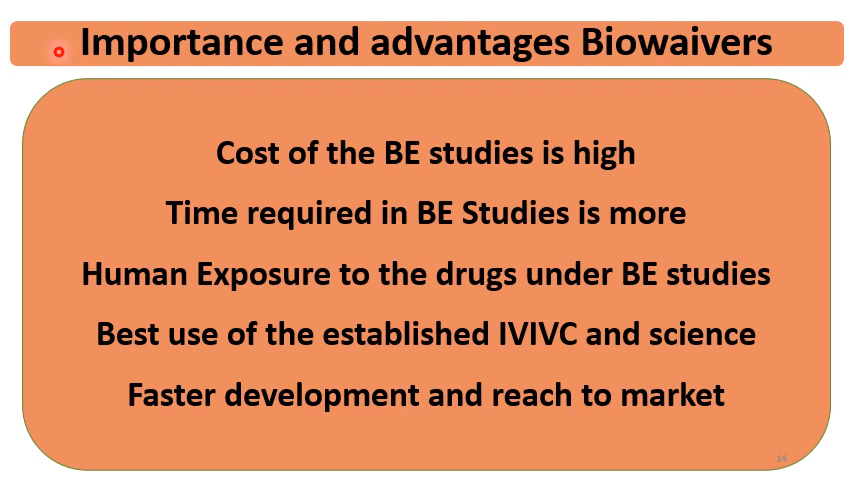 Importance and advantages Biowaivers
Cost of the BE studies is high
Time required in BE Studies is more
Human Exposure to the drugs under BE studies
Best use of the established IVIVC and science
Faster development and reach to market
14